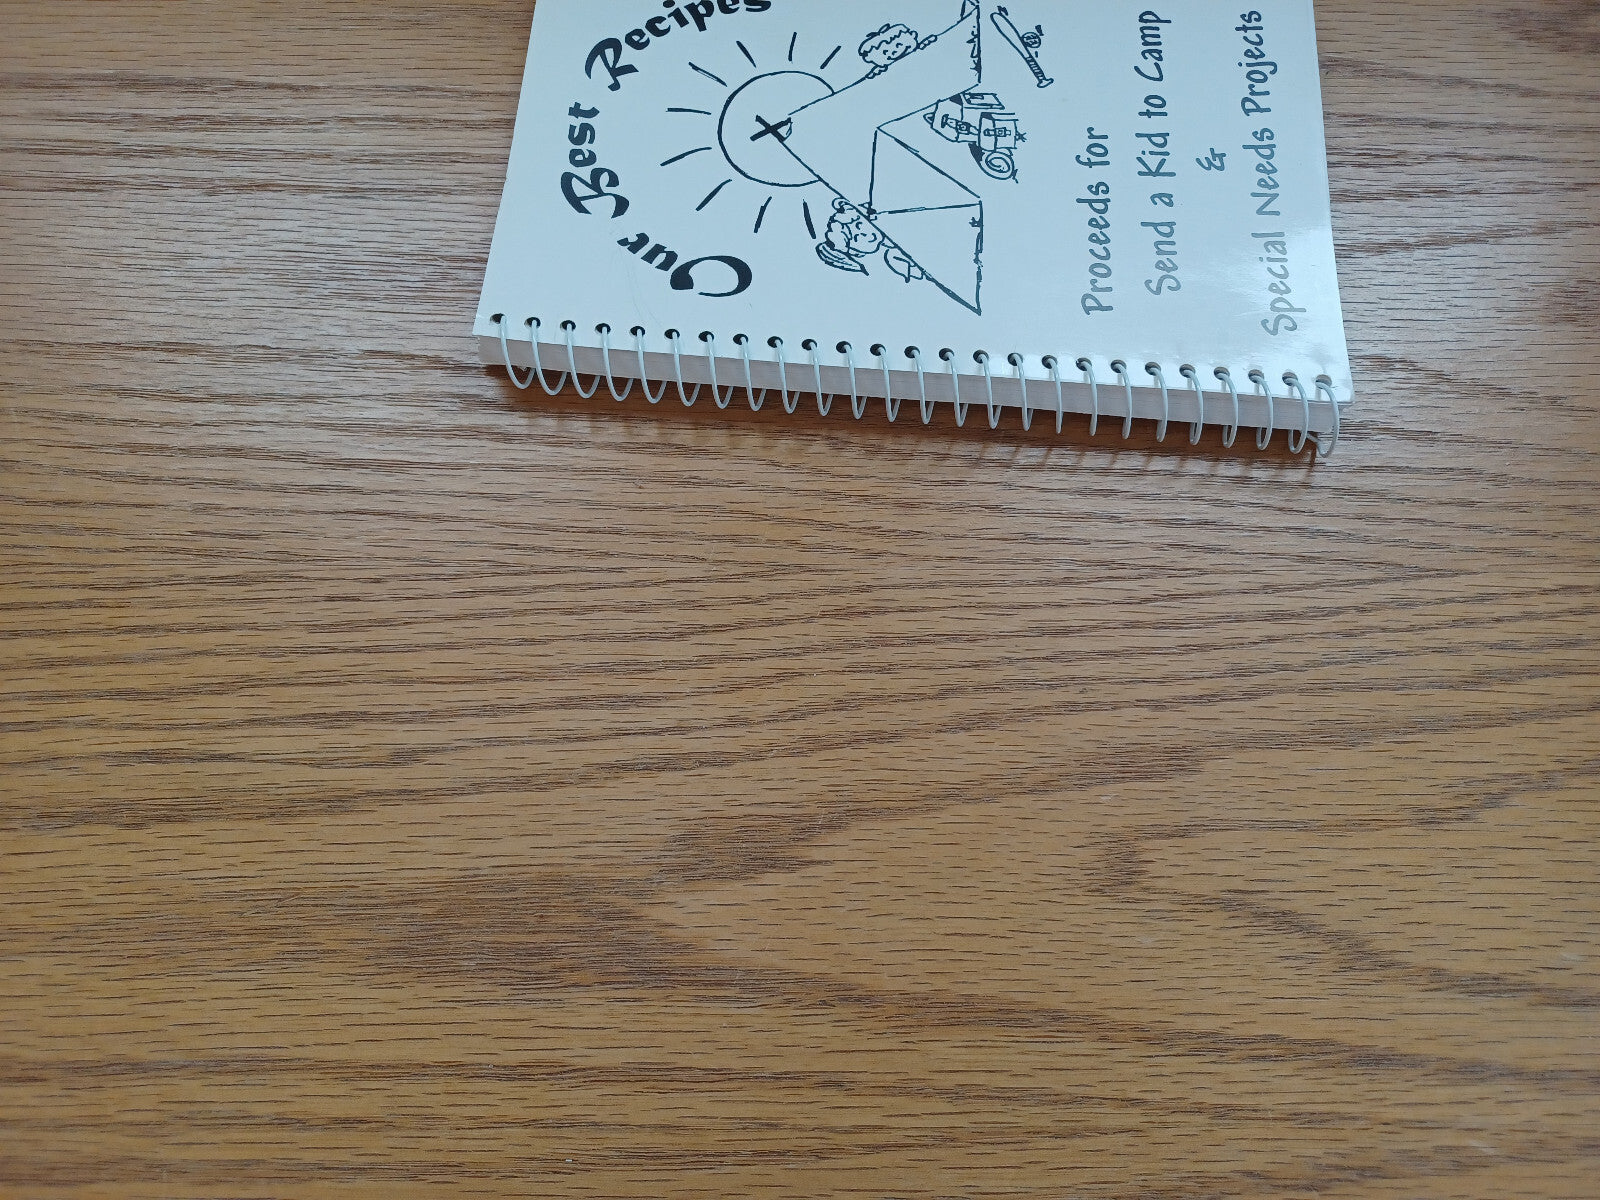 Our Best Recipes
Proceeds for
Send a Kid to Camp
&
Special Needs Projects